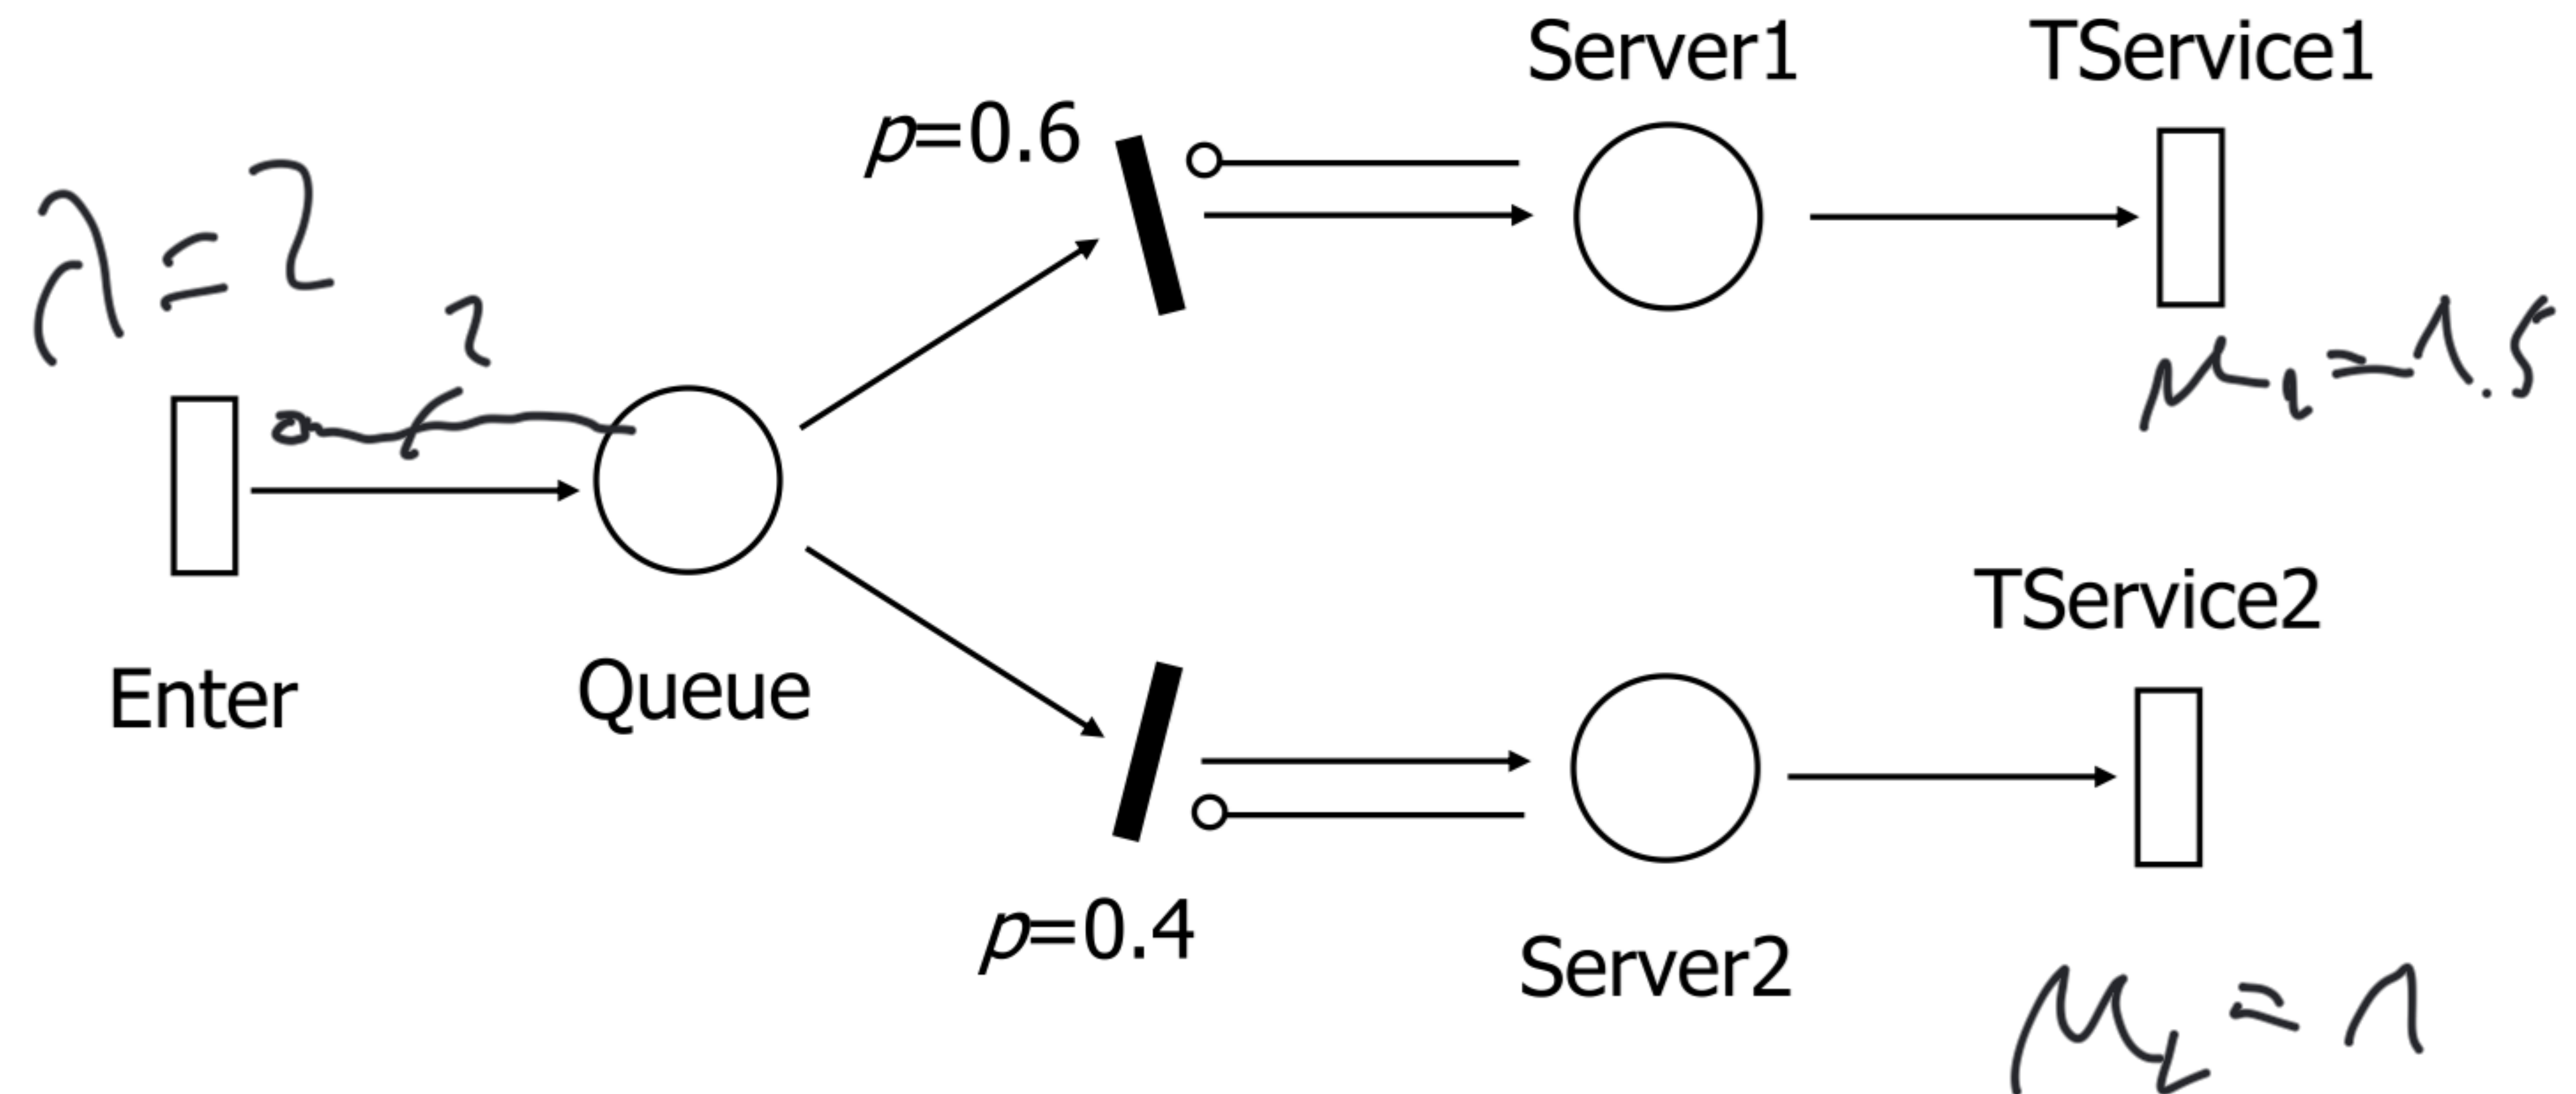 Server1
TService1
p=0.6
λ=2
2
μ1=1.5
Enter
Queue
TService2
p=0.4
Server2
μ2=1